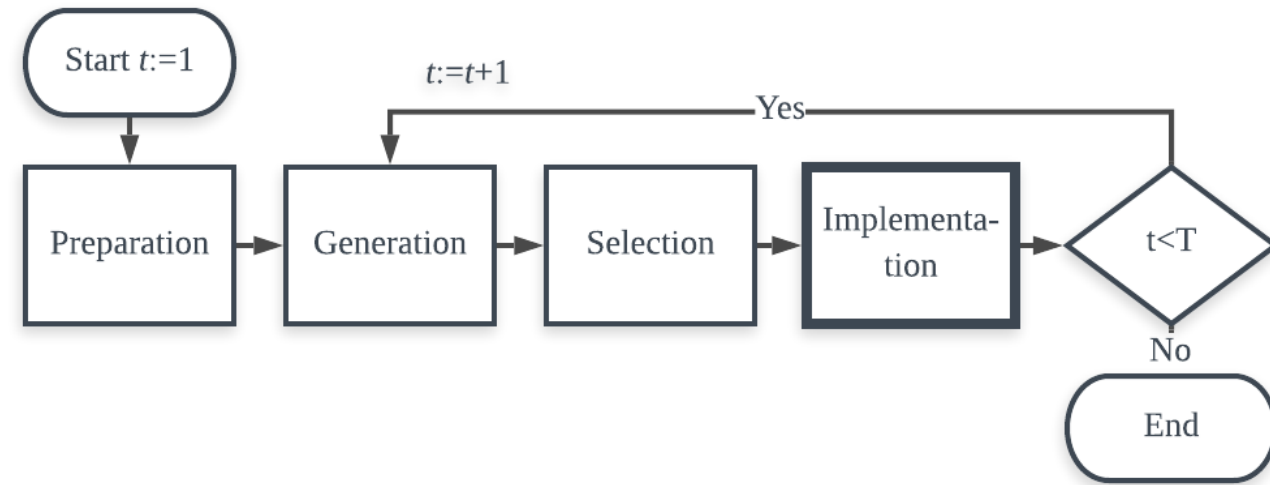 Start t:=1
t:=t+1
Yes
Preparation
Generation
Selection
Implementa-
tion
t<T
No
End